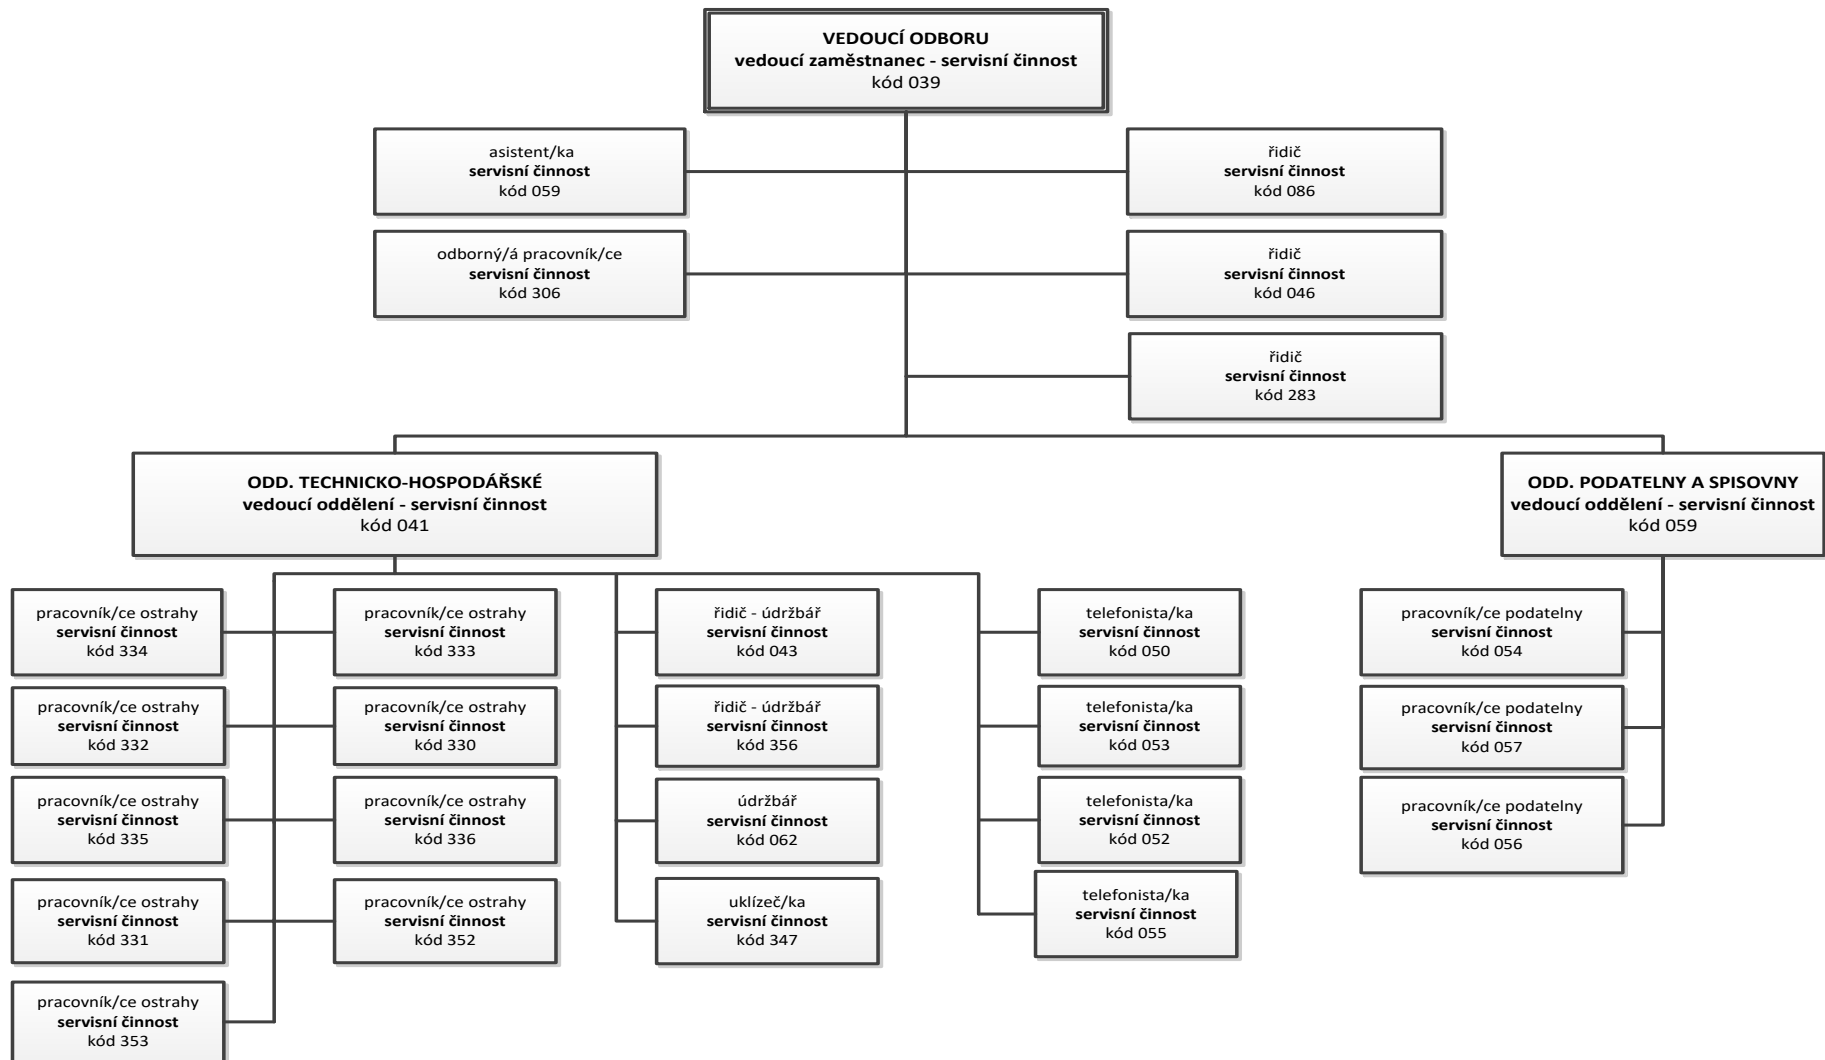 VEDOUCÍ ODBORU
vedoucí zaměstnanec - servisní činnost
kód 039
asistent/ka
servisní činnost
kód 059
řidič
servisní činnost
kód 086
odborný/á pracovník/ce
servisní činnost
kód 306
řidič
servisní činnost
kód 046
řidič
servisní činnost
kód 283
ODD. TECHNICKO-HOSPODÁŘSKÉ
vedoucí oddělení - servisní činnost
kód 041
ODD. PODATELNY A SPISOVNY
vedoucí oddělení - servisní činnost
kód 059
pracovník/ce ostrahy
servisní činnost
kód 334
pracovník/ce ostrahy
servisní činnost
kód 333
řidič - údržbář
servisní činnost
kód 043
telefonista/ka
servisní činnost
kód 050
pracovník/ce podatelny
servisní činnost
kód 054
pracovník/ce ostrahy
servisní činnost
kód 332
pracovník/ce ostrahy
servisní činnost
kód 330
řidič - údržbář
servisní činnost
kód 356
telefonista/ka
servisní činnost
kód 053
pracovník/ce podatelny
servisní činnost
kód 057
pracovník/ce ostrahy
servisní činnost
kód 335
pracovník/ce ostrahy
servisní činnost
kód 336
údržbář
servisní činnost
kód 062
telefonista/ka
servisní činnost
kód 052
pracovník/ce podatelny
servisní činnost
kód 056
pracovník/ce ostrahy
servisní činnost
kód 331
pracovník/ce ostrahy
servisní činnost
kód 352
uklízeč/ka
servisní činnost
kód 347
telefonista/ka
servisní činnost
kód 055
pracovník/ce ostrahy
servisní činnost
kód 353